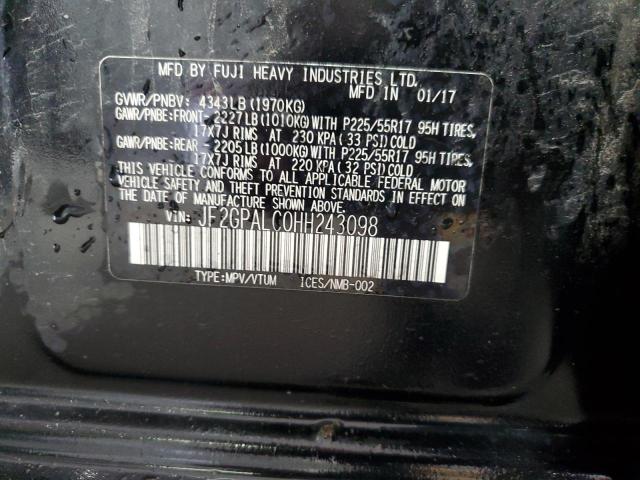 MFD BY FUJI HEAVY INDUSTRIES LTD.
MFD IN 01/17
GVWR/PNBV: 4343LB (1970KG)
GAWR/PNBE:FRONT- 2227LB(1010KG)WITH P225/55R17 95H TIRES,
17X7J RIMS AT 230 KPA(33 PSI)COLD
GAWR/PNBE:REAR - 2205LB(1000KG)WITH P225/55R17 95H TIRES,
17X7J RIMS AT 220 KPA(32 PSI)COLD
THIS VEHICLE CONFORMS TO ALL APPLICABLE FEDERAL MOTOR
VEHICLE SAFETY AND THEFT PREVENTION STANDARDS IN EFFECT
ON THE DATE OF MANUFACTURE SHOWN ABOVE.
VIN: JF2GPALC0HH243098
TYPE:MPV/VTUM ICES/NMB-002